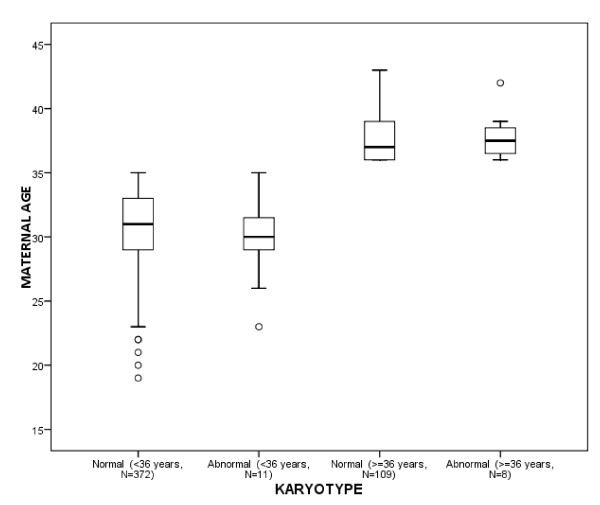 45
40
35
30
25
20
15
MATERNAL AGE
Normal (<36 years,
N=372)
Abnormal (<36 years,
N=11)
Normal (>=36 years,
N=109)
Abnormal (>=36 years,
N=8)
KARYOTYPE